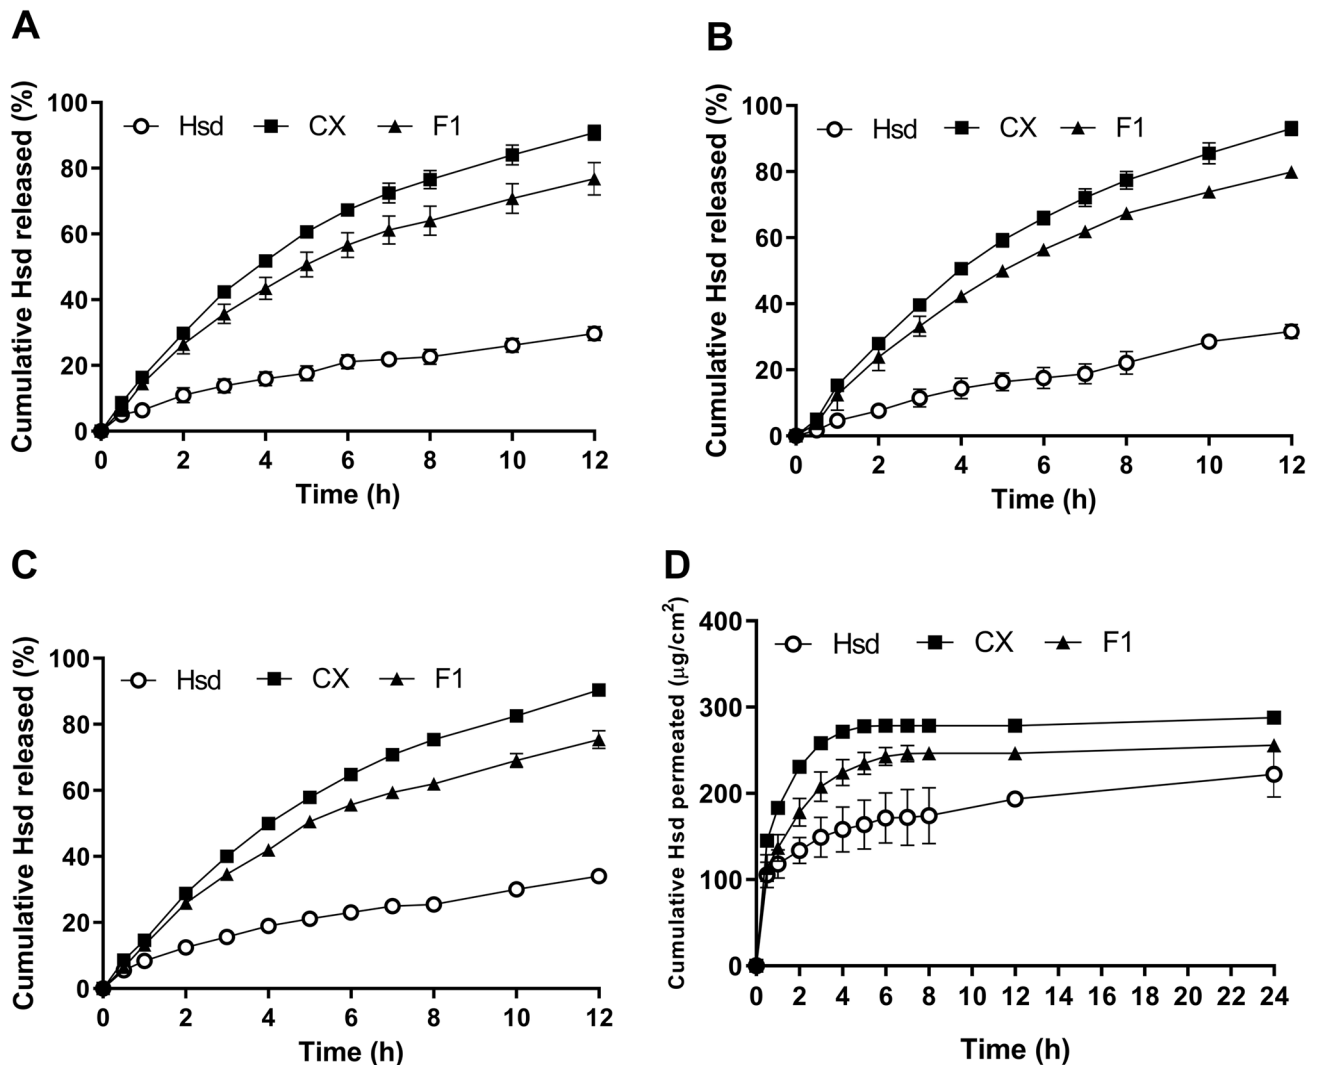 A
Cumulative Hsd released (%)
Hsd CX F1
100
80
60
40
20
0
0 2 4 6 8 10 12
Time (h)
B
Cumulative Hsd released (%)
Hsd CX F1
100
80
60
40
20
0
0 2 4 6 8 10 12
Time (h)
C
Cumulative Hsd released (%)
Hsd CX F1
100
80
60
40
20
0
0 2 4 6 8 10 12
Time (h)
D
Cumulative Hsd permeated (μg/cm²)
Hsd CX F1
400
300
200
100
0
0 2 4 6 8 10 12 14 16 18 20 22 24
Time (h)